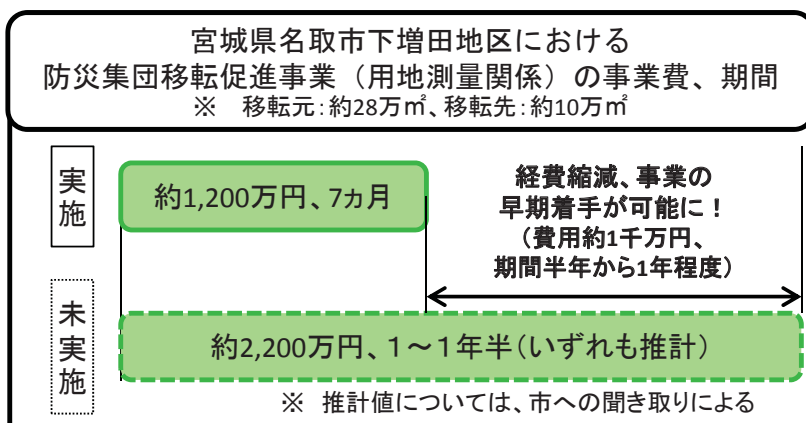 宮城県名取市下増田地区における
防災集団移転促進事業（用地測量関係）の事業費、期間
※　移転元：約28万㎡、移転先：約10万㎡
実施
約1,200万円、7ヵ月
経費縮減、事業の
早期着手が可能に！
（費用約1千万円、
期間半年から1年程度）
未実施
約2,200万円、１～１年半（いずれも推計）
※　推計値については、市への聞き取りによる